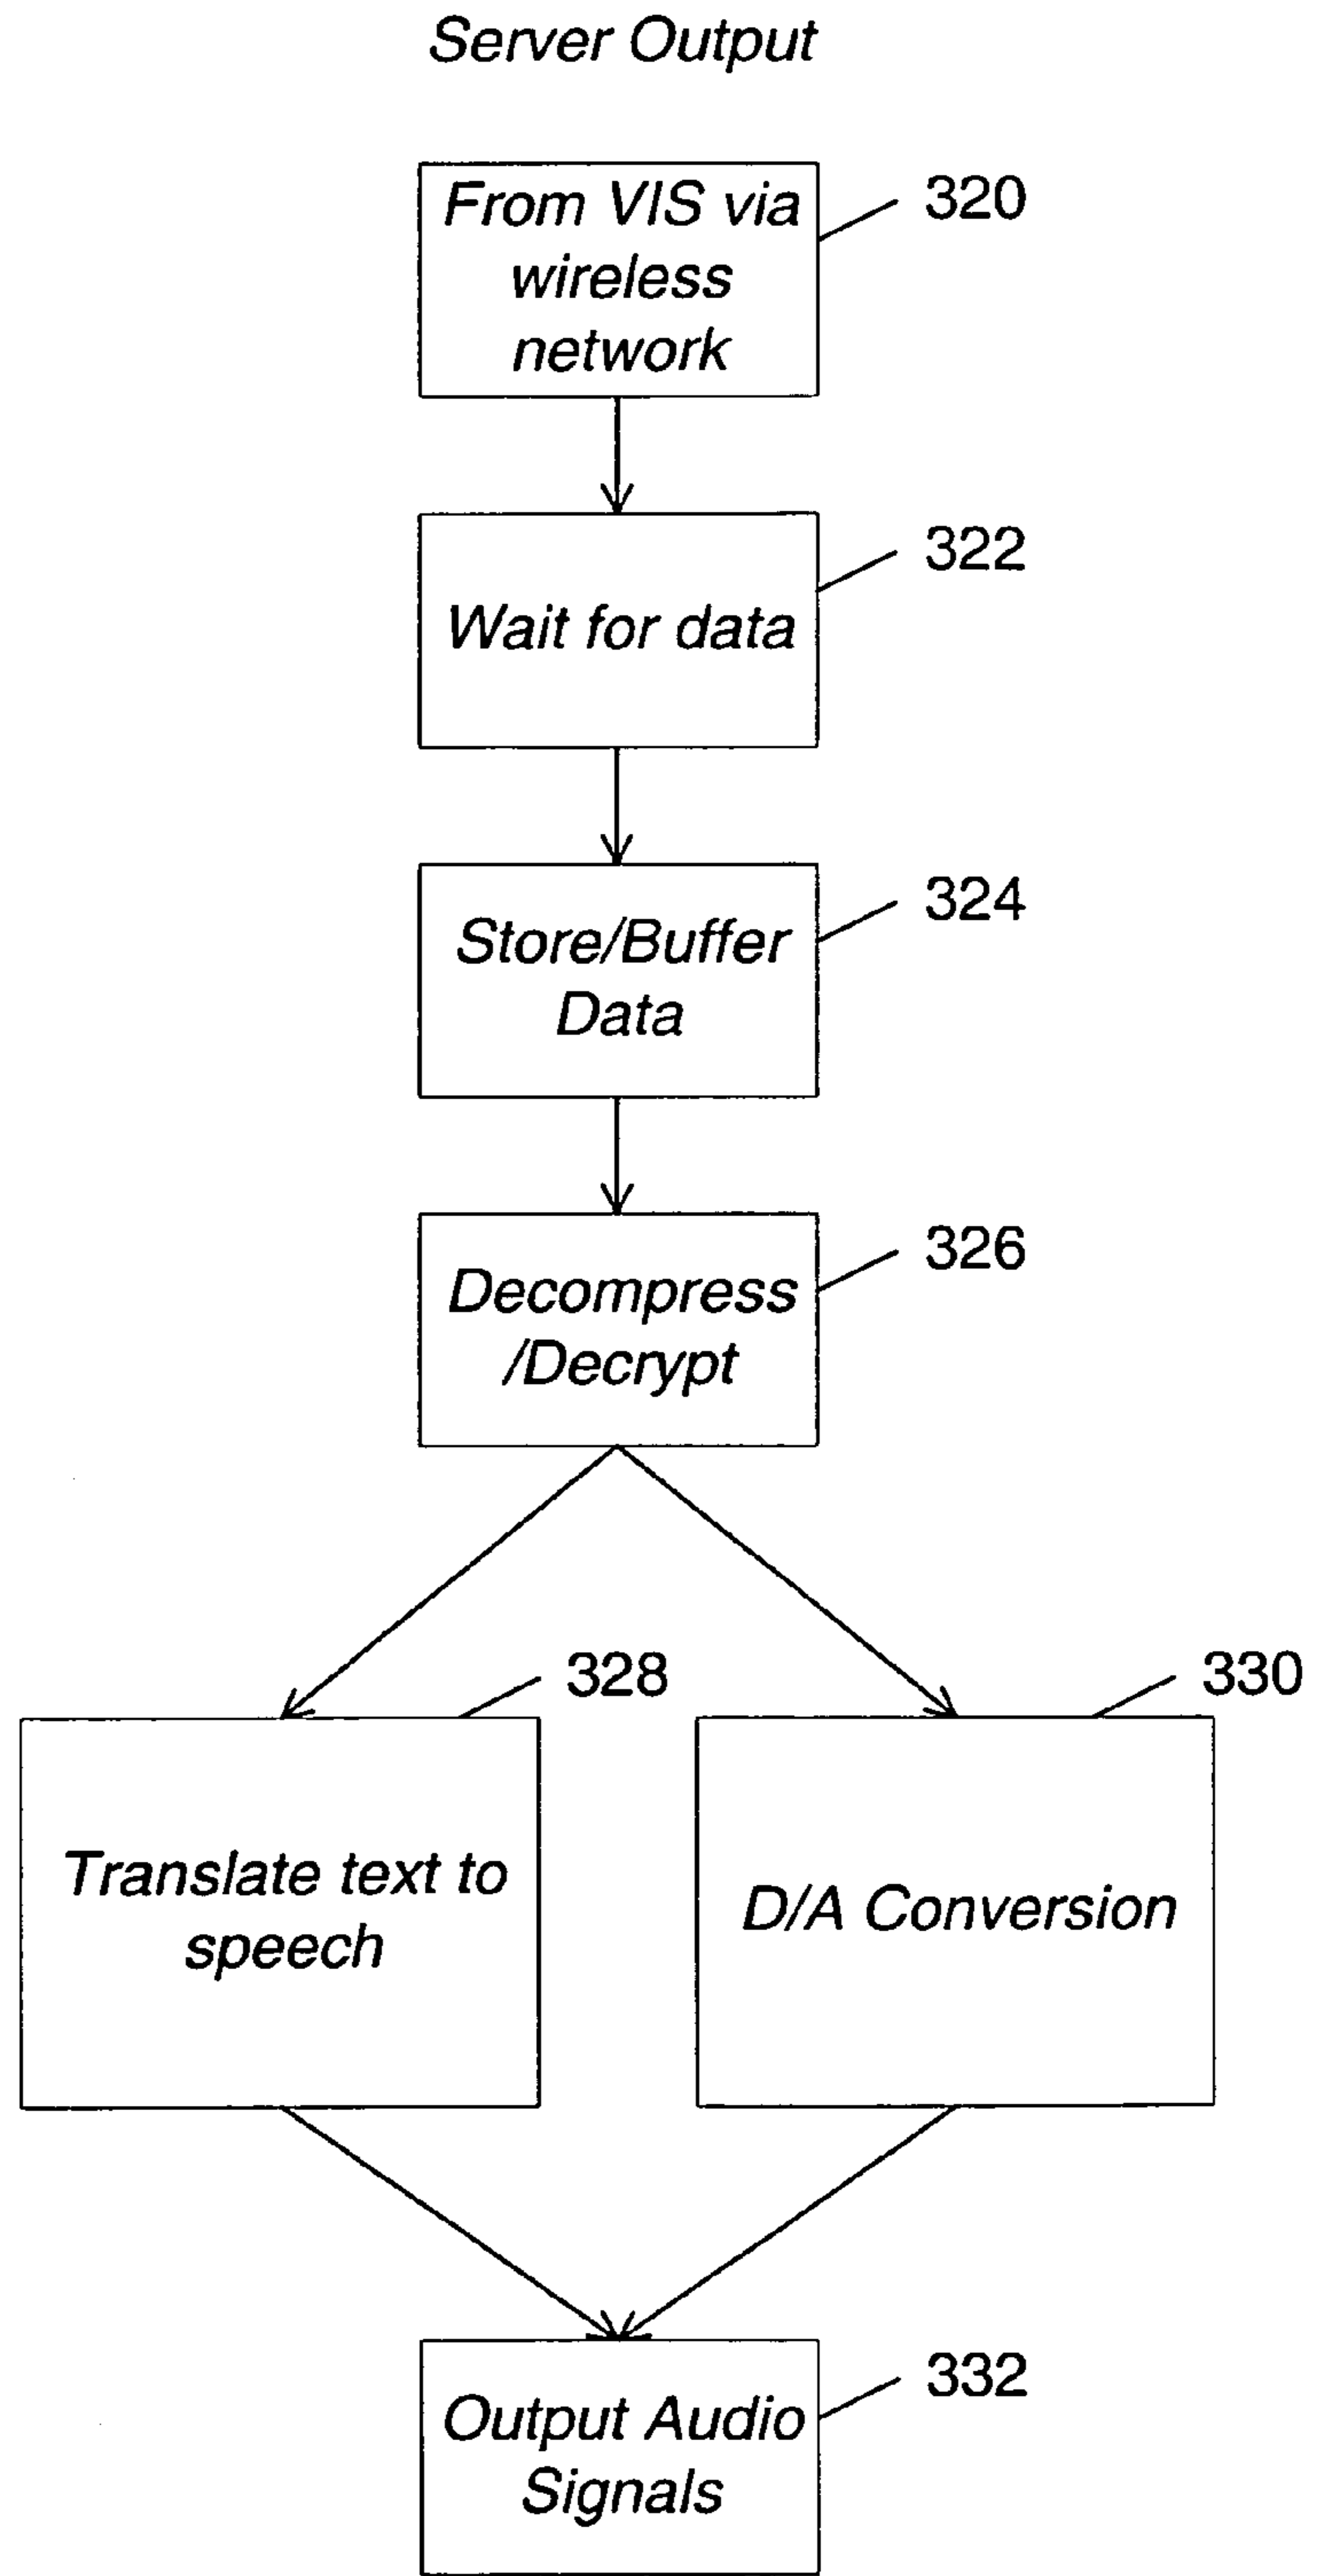 Server Output
From VIS via
wireless
network
320
Wait for data
322
Store/Buffer
Data
324
Decompress
/Decrypt
326
328
Translate text to
speech
330
D/A Conversion
332
Output Audio
Signals